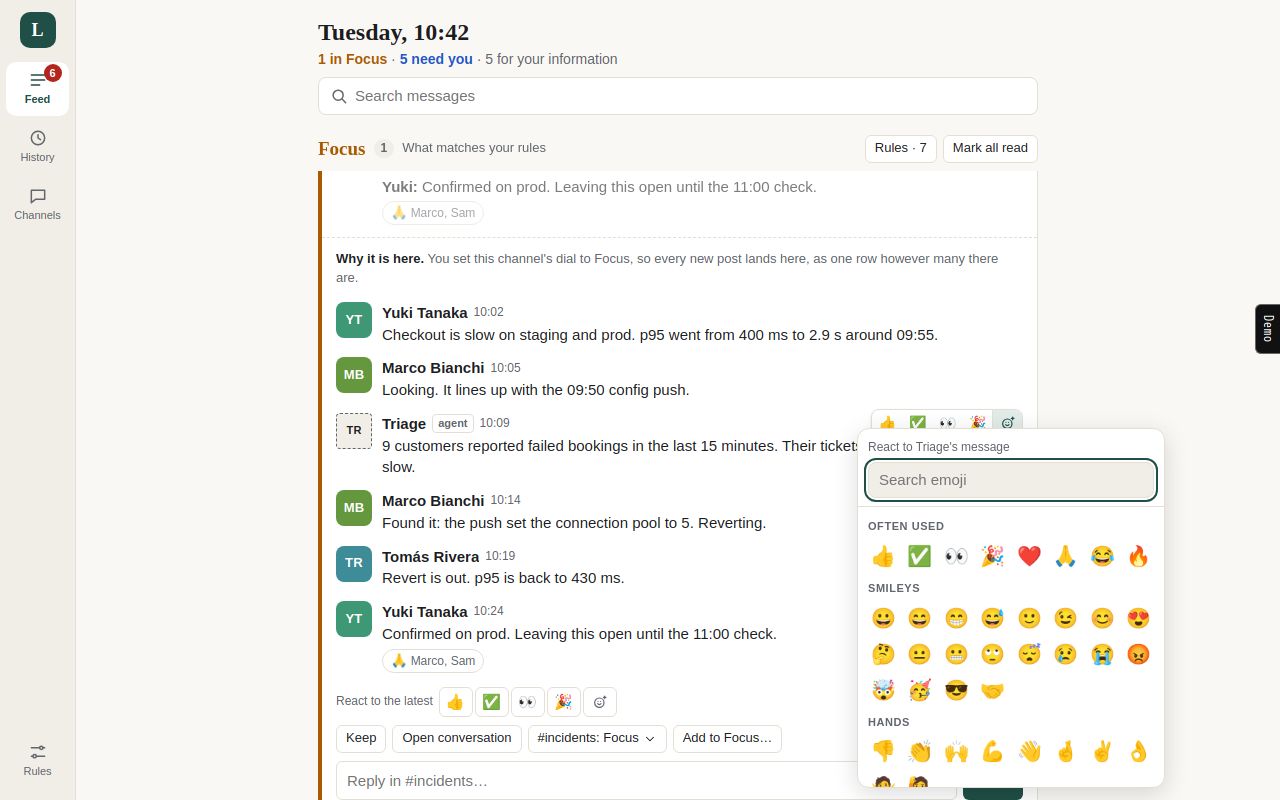 L
Tuesday, 10:42
1 in Focus · 5 need you · 5 for your information
6
Feed
Search messages
History
Focus 1 What matches your rules
Rules · 7
Mark all read
Channels
Yuki: Confirmed on prod. Leaving this open until the 11:00 check.
🙏 Marco, Sam
Why it is here. You set this channel's dial to Focus, so every new post lands here, as one row however many there
are.
YT
Yuki Tanaka 10:02
Checkout is slow on staging and prod. p95 went from 400 ms to 2.9 s around 09:55.
Demo
MB
Marco Bianchi 10:05
Looking. It lines up with the 09:50 config push.
TR
Triage agent 10:09
9 customers reported failed bookings in the last 15 minutes. Their tickets
slow.
MB
Marco Bianchi 10:14
Found it: the push set the connection pool to 5. Reverting.
TR
Tomás Rivera 10:19
Revert is out. p95 is back to 430 ms.
YT
Yuki Tanaka 10:24
Confirmed on prod. Leaving this open until the 11:00 check.
🙏 Marco, Sam
React to the latest
Keep
Open conversation
#incidents: Focus
Add to Focus…
Reply in #incidents…
React to Triage's message
Search emoji
OFTEN USED
SMILEYS
HANDS
Rules